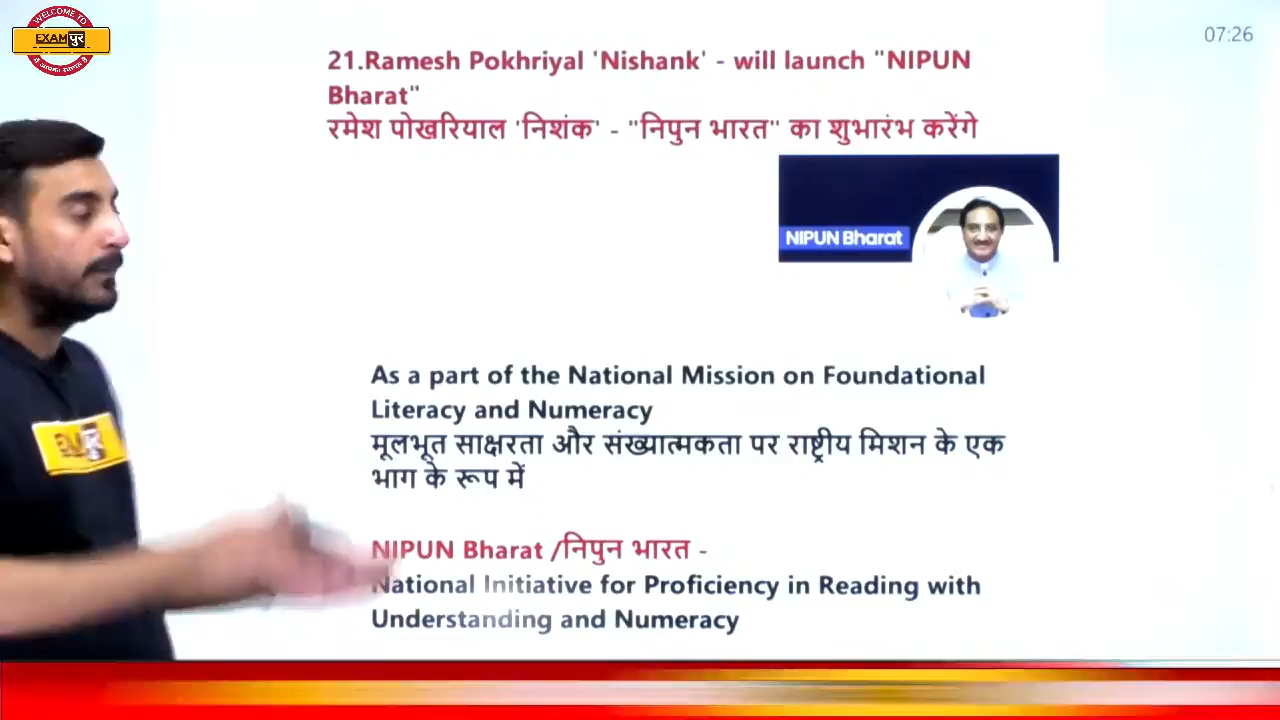 WELCOME TO
EXAMपुर
07:26
21.Ramesh Pokhriyal 'Nishank' - will launch "NIPUN
Bharat"
रमेश पोखरियाल 'निशंक' - "निपुन भारत" का शुभारंभ करेंगे
NIPUN Bharat
As a part of the National Mission on Foundational
Literacy and Numeracy
मूलभूत साक्षरता और संख्यात्मकता पर राष्ट्रीय मिशन के एक
भाग के रूप में
NIPUN Bharat /निपुन भारत -
National Initiative for Proficiency in Reading with
Understanding and Numeracy